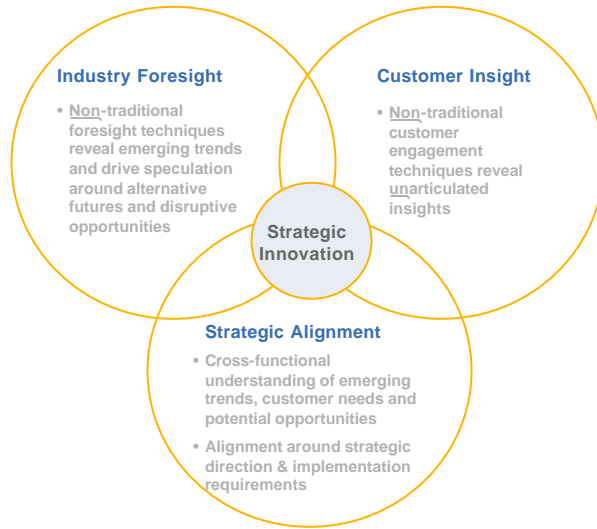 Industry Foresight
• Non-traditional
foresight techniques
reveal emerging trends
and drive speculation
around alternative
futures and disruptive
opportunities
Customer Insight
• Non-traditional
customer
engagement
techniques reveal
unarticulated
insights
Strategic
Innovation
Strategic Alignment
• Cross-functional
understanding of emerging
trends, customer needs and
potential opportunities
• Alignment around strategic
direction & implementation
requirements